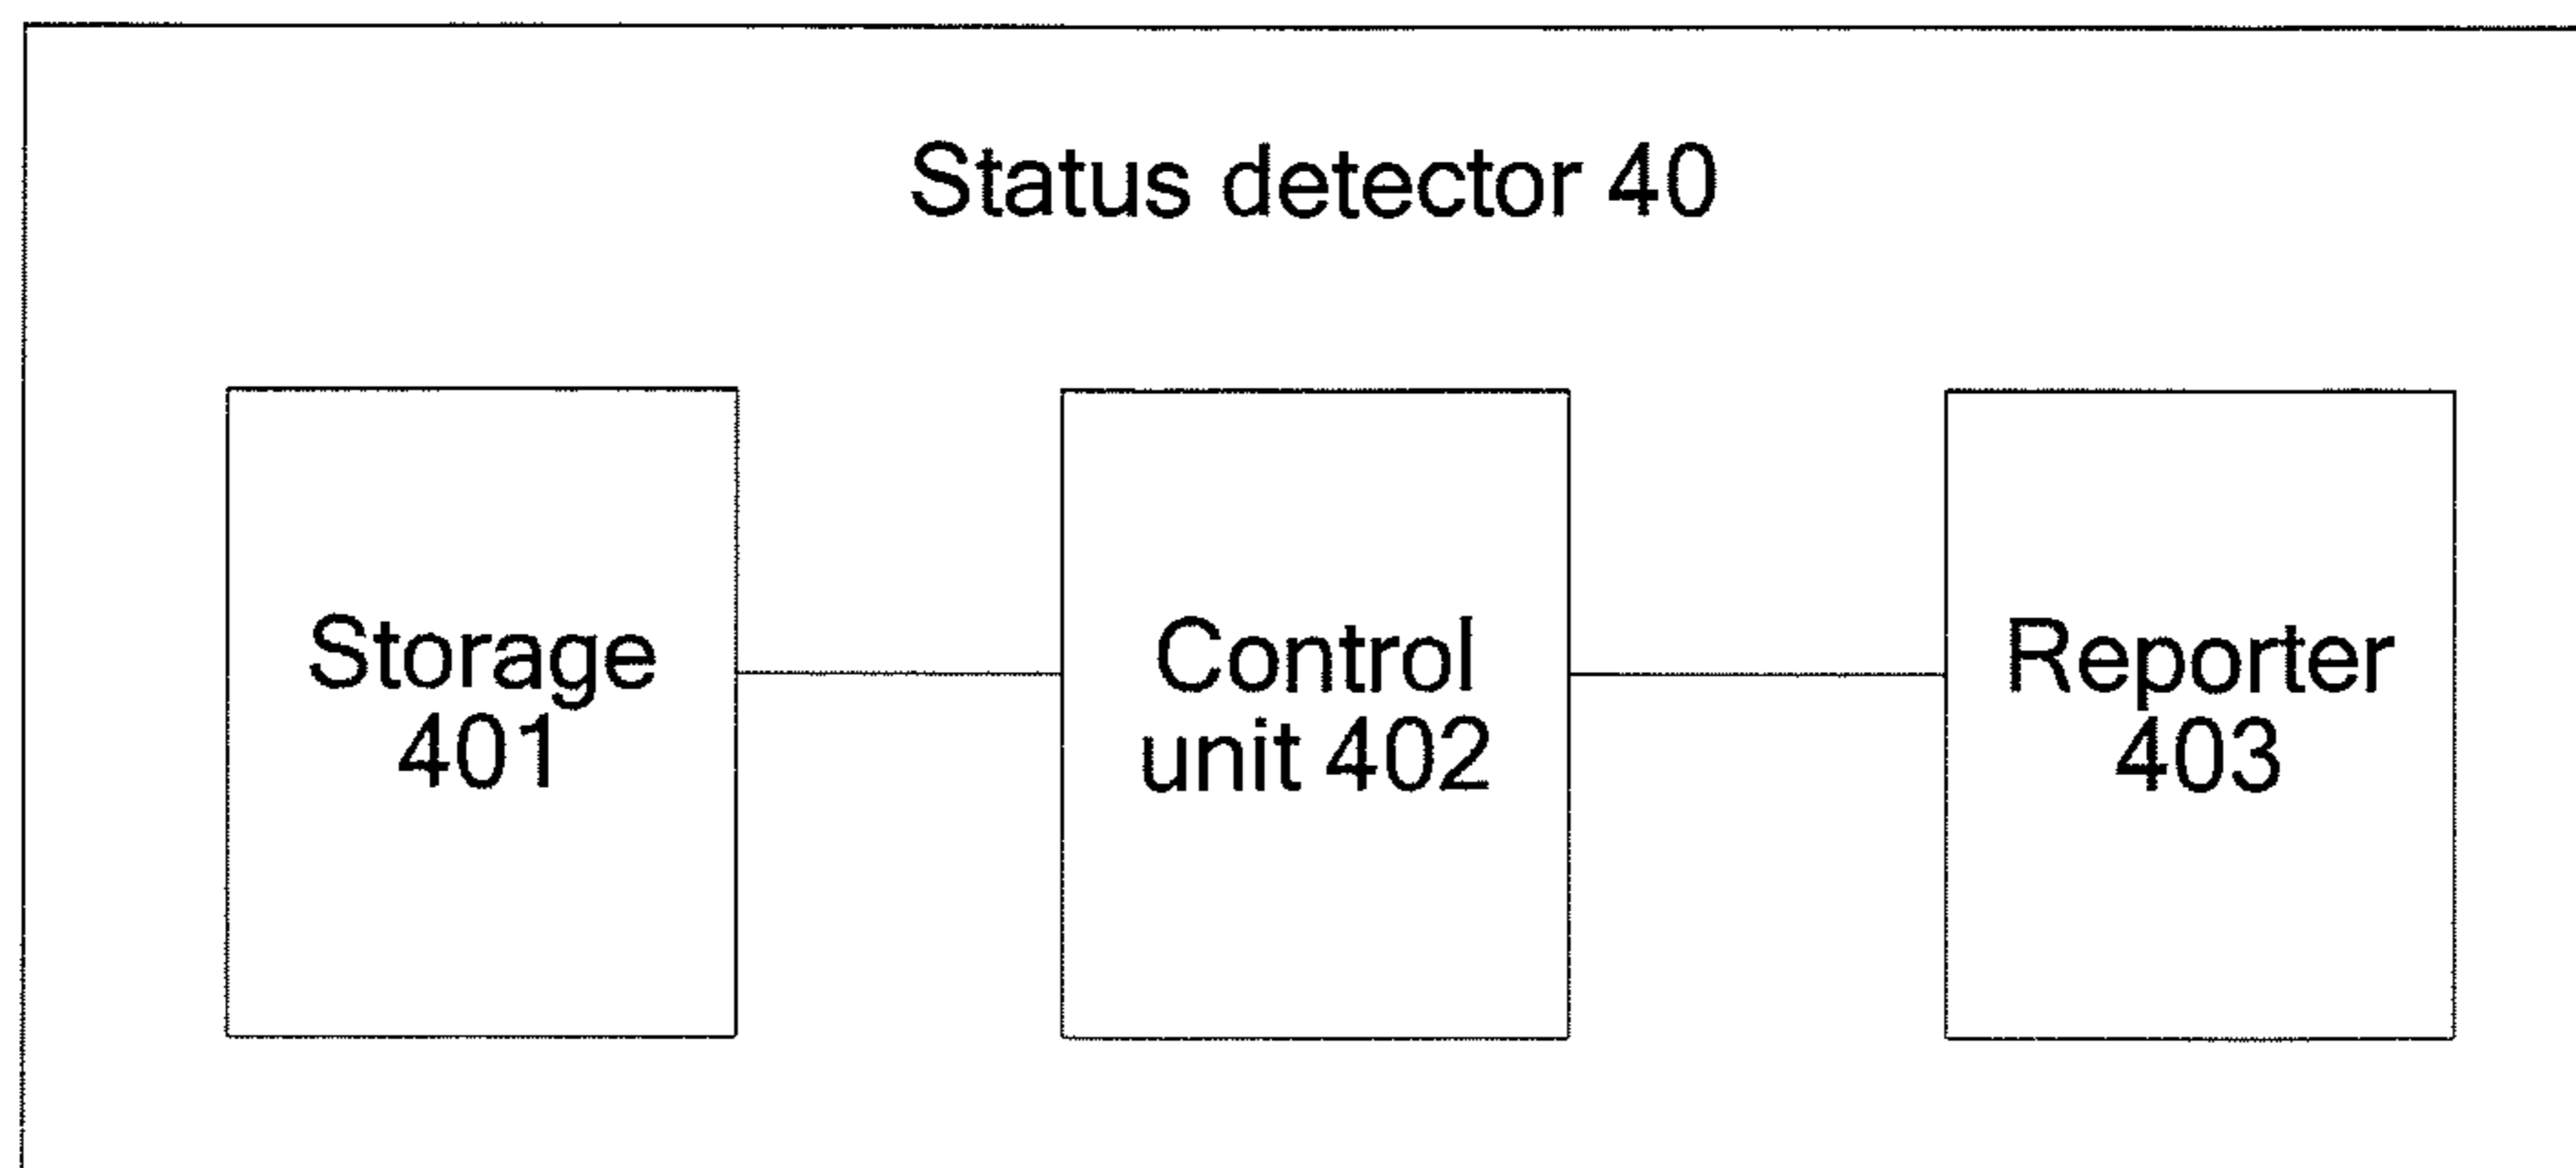 Status detector 40
Storage
401
Control
unit 402
Reporter
403